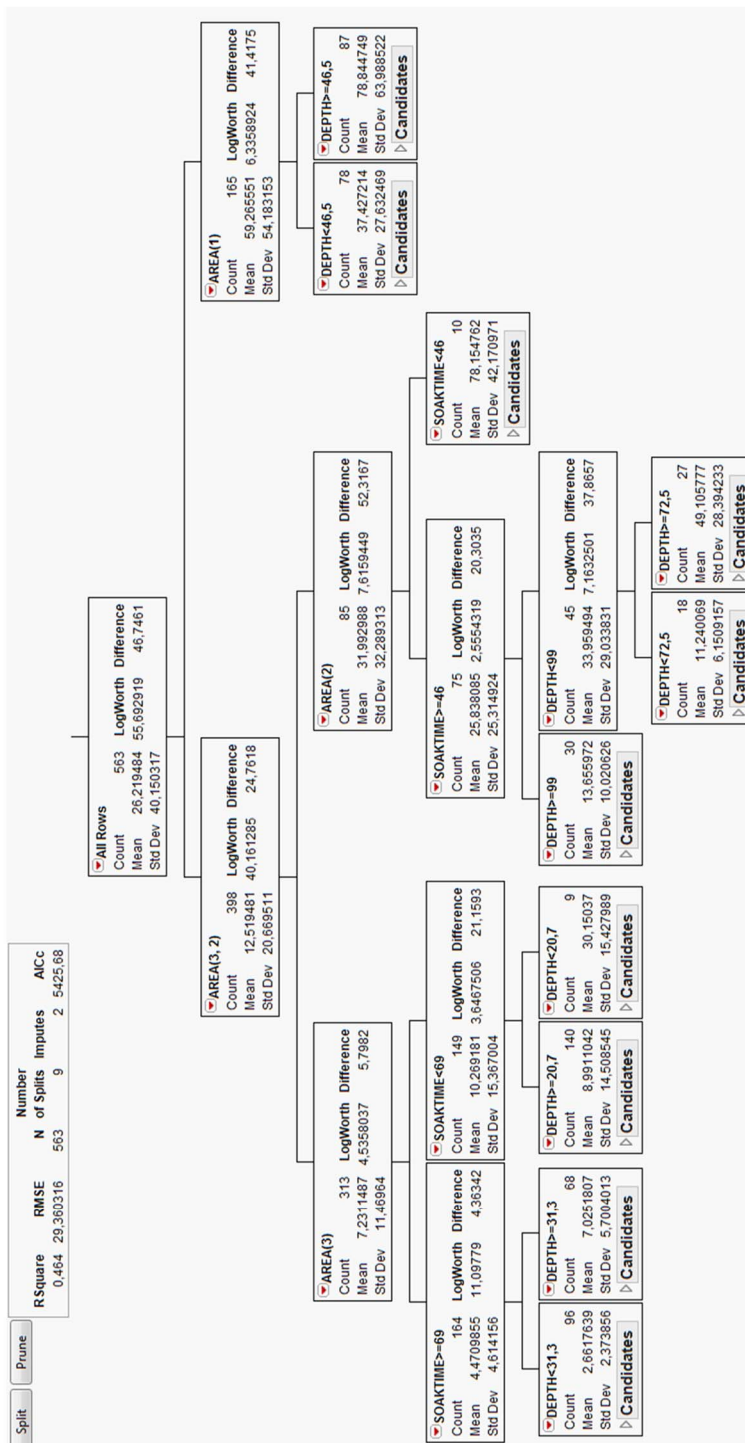 Split Prune
Number
RSquare RMSE N of Splits Imputes AICc
0,464 29,360316 563 9 2 5425,68
All Rows
Count 563 LogWorth Difference
Mean 26,219484 55,692919 46,7461
Std Dev 40,150317
AREA(3, 2)
Count 398 LogWorth Difference
Mean 12,519481 40,161285 24,7618
Std Dev 20,669511
AREA(1)
Count 165 LogWorth Difference
Mean 59,265551 6,3358924 41,4175
Std Dev 54,183153
AREA(3)
Count 313 LogWorth Difference
Mean 7,2311487 4,5358037 5,7982
Std Dev 11,46964
AREA(2)
Count 85 LogWorth Difference
Mean 31,992988 7,6159449 52,3167
Std Dev 32,289313
DEPTH<46,5
Count 78
Mean 37,427214
Std Dev 27,632469
Candidates
DEPTH>=46,5
Count 87
Mean 78,844749
Std Dev 63,988522
Candidates
SOAKTIME>=69
Count 164 LogWorth Difference
Mean 4,4709855 11,09779 4,36342
Std Dev 4,614156
SOAKTIME<69
Count 149 LogWorth Difference
Mean 10,269181 3,6467506 21,1593
Std Dev 15,367004
SOAKTIME>=46
Count 75 LogWorth Difference
Mean 25,838085 2,5554319 20,3035
Std Dev 25,314924
SOAKTIME<46
Count 10
Mean 78,154762
Std Dev 42,170971
Candidates
DEPTH<31,3
Count 96
Mean 2,6617639
Std Dev 2,373856
Candidates
DEPTH>=31,3
Count 68
Mean 7,0251807
Std Dev 5,7004013
Candidates
DEPTH>=20,7
Count 140
Mean 8,9911042
Std Dev 14,508545
Candidates
DEPTH<20,7
Count 9
Mean 30,15037
Std Dev 15,427989
Candidates
DEPTH>=99
Count 30
Mean 13,655972
Std Dev 10,020626
Candidates
DEPTH<99
Count 45 LogWorth Difference
Mean 33,959494 7,1632501 37,8657
Std Dev 29,033831
DEPTH<72,5
Count 18
Mean 11,240069
Std Dev 6,1509157
Candidates
DEPTH>=72,5
Count 27
Mean 49,105777
Std Dev 28,394233
Candidates